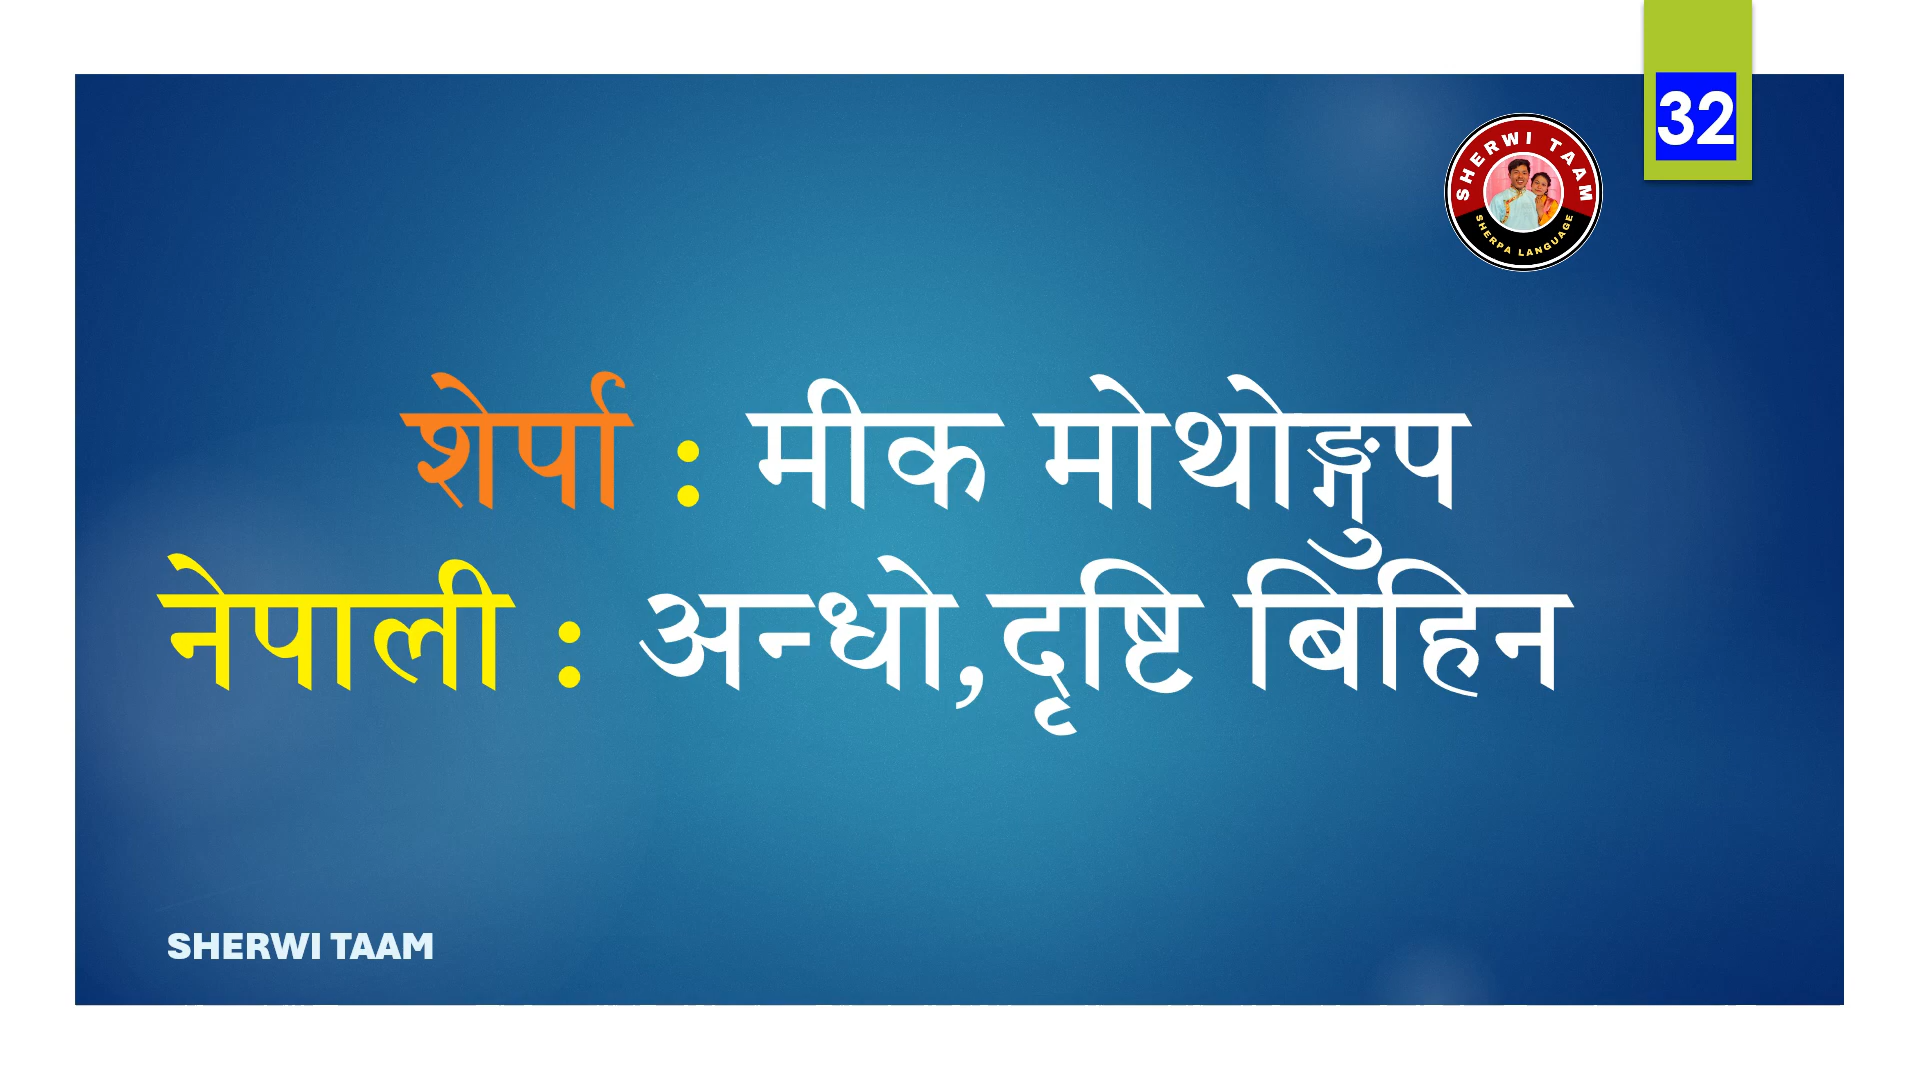 32
SHERWI TAAM
SHERPA LANGUAGE
शेर्पा : मीक मोथोङ्गुप
नेपाली : अन्धो,दृष्टि बिहिन
SHERWI TAAM